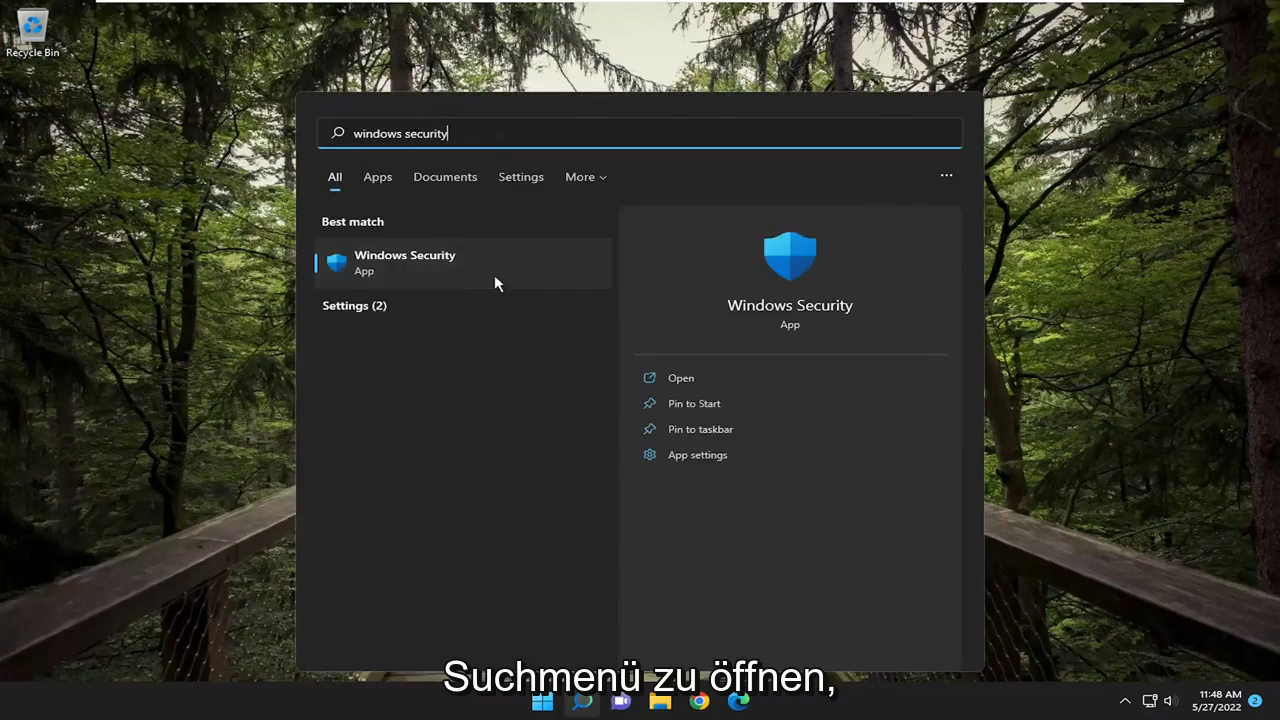 Recycle Bin
windows security
All Apps Documents Settings More ...
Best match
Windows Security
App
Settings (2)
Windows Security
App
Open
Pin to Start
Pin to taskbar
App settings
Suchmenü zu öffnen,
11:48 AM
5/27/2022
2